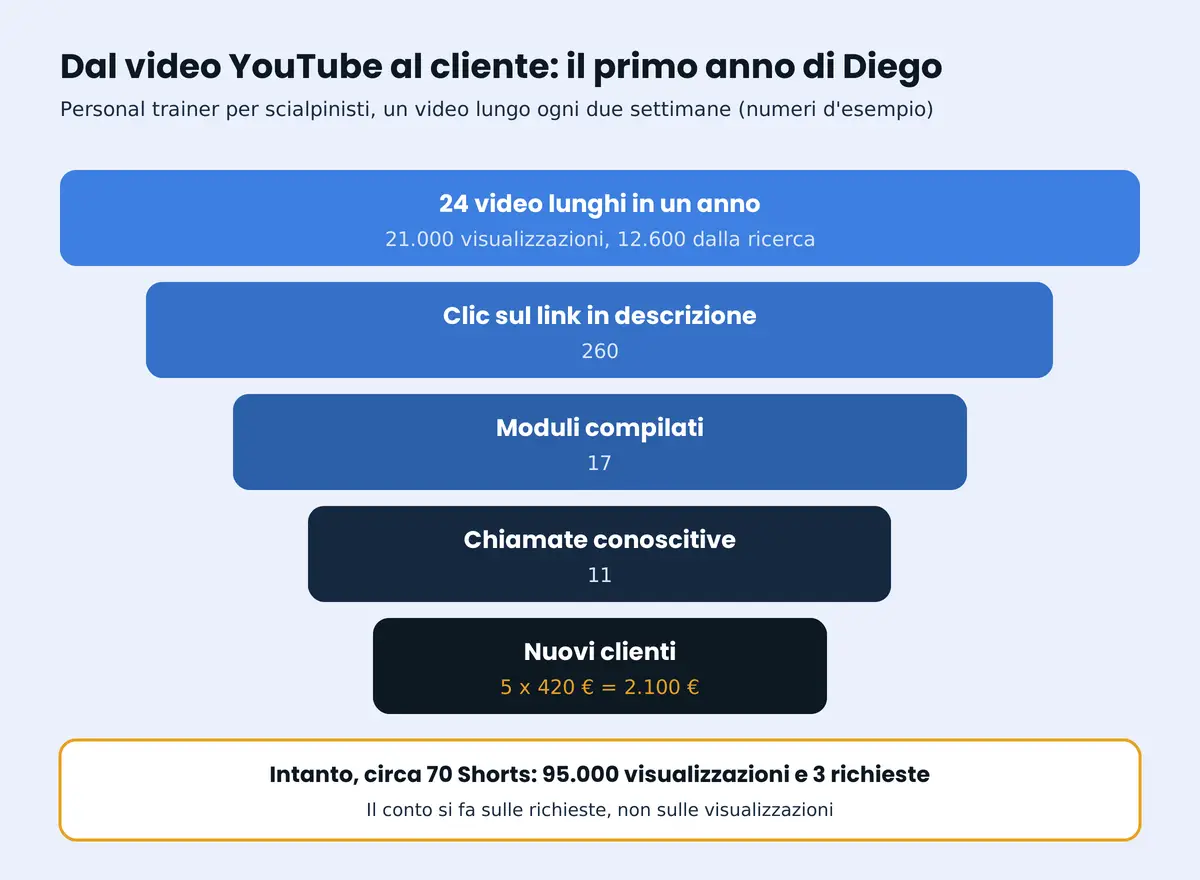 Dal video YouTube al cliente: il primo anno di Diego
Personal trainer per scialpinisti, un video lungo ogni due settimane (numeri d'esempio)
24 video lunghi in un anno
21.000 visualizzazioni, 12.600 dalla ricerca
Clic sul link in descrizione
260
Moduli compilati
17
Chiamate conoscitive
11
Nuovi clienti
5 x 420 € = 2.100 €
Intanto, circa 70 Shorts: 95.000 visualizzazioni e 3 richieste
Il conto si fa sulle richieste, non sulle visualizzazioni